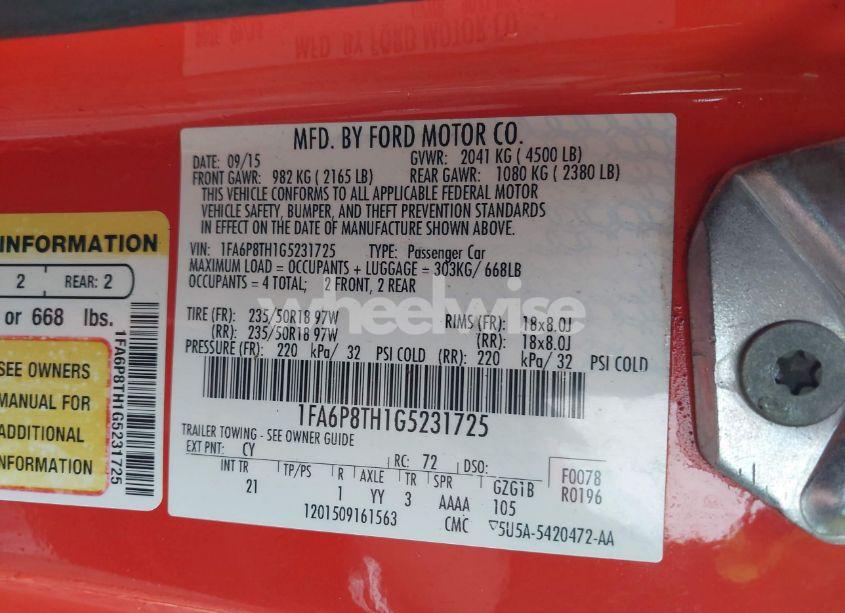 MFD. BY FORD MOTOR CO.
DATE: 09/15 GVWR: 2041 KG ( 4500 LB)
FRONT GAWR: 982 KG ( 2165 LB) REAR GAWR: 1080 KG ( 2380 LB)
THIS VEHICLE CONFORMS TO ALL APPLICABLE FEDERAL MOTOR
VEHICLE SAFETY, BUMPER, AND THEFT PREVENTION STANDARDS
IN EFFECT ON THE DATE OF MANUFACTURE SHOWN ABOVE.
VIN: 1FA6P8TH1G5231725 TYPE: Passenger Car
MAXIMUM LOAD = OCCUPANTS + LUGGAGE = 303KG/ 668LB
OCCUPANTS = 4 TOTAL; 2 FRONT, 2 REAR
wheelwise
TIRE (FR): 235/50R18 97W RIMS (FR): 18x8.0J
(RR): 235/50R18 97W (RR): 18x8.0J
PRESSURE (FR): 220 kPa/ 32 PSI COLD (RR): 220 kPa/ 32 PSI COLD
1FA6P8TH1G5231725
TRAILER TOWING - SEE OWNER GUIDE
EXT PNT: CY RC: 72 DSO:
INT TR TP/PS R AXLE TR SPR GZG1B F0078
21 1 YY 3 AAAA 105 R0196
1201509161563 CMC 5U5A-5420472-AA
INFORMATION
2 REAR: 2
or 668 lbs.
SEE OWNERS
MANUAL FOR
ADDITIONAL
INFORMATION
1FA6P8TH1G5231725